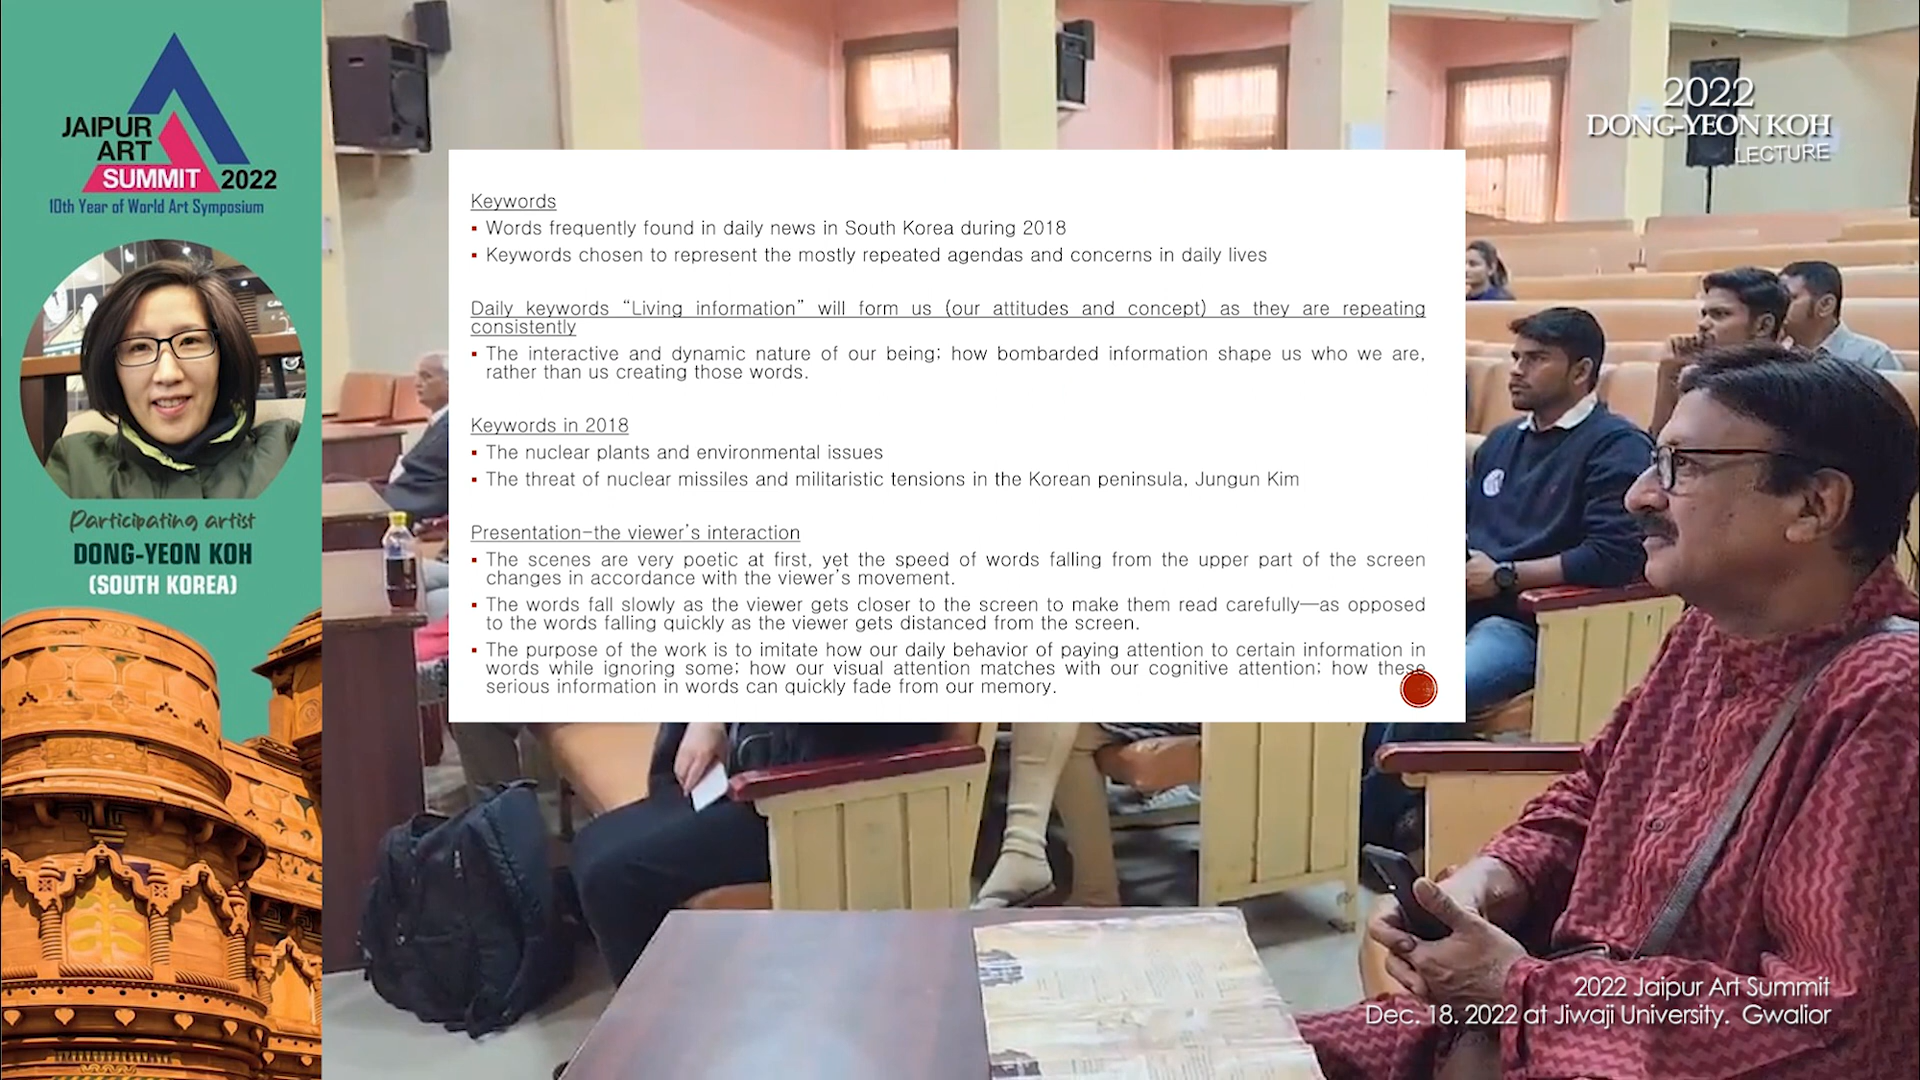 JAIPUR
ART
SUMMIT 2022
10th Year of World Art Symposium
Participating artist
DONG-YEON KOH
(SOUTH KOREA)
2022
DONG-YEON KOH
LECTURE
Keywords
▪ Words frequently found in daily news in South Korea during 2018
▪ Keywords chosen to represent the mostly repeated agendas and concerns in daily lives
Daily keywords “Living information” will form us (our attitudes and concept) as they are repeating
consistently
▪ The interactive and dynamic nature of our being; how bombarded information shape us who we are,
rather than us creating those words.
Keywords in 2018
▪ The nuclear plants and environmental issues
▪ The threat of nuclear missiles and militaristic tensions in the Korean peninsula, Jungun Kim
Presentation-the viewer's interaction
▪ The scenes are very poetic at first, yet the speed of words falling from the upper part of the screen
changes in accordance with the viewer's movement.
▪ The words fall slowly as the viewer gets closer to the screen to make them read carefully—as opposed
to the words falling quickly as the viewer gets distanced from the screen.
▪ The purpose of the work is to imitate how our daily behavior of paying attention to certain information in
words while ignoring some; how our visual attention matches with our cognitive attention; how these
serious information in words can quickly fade from our memory.
2022 Jaipur Art Summit
Dec. 18. 2022 at Jiwaji University. Gwalior